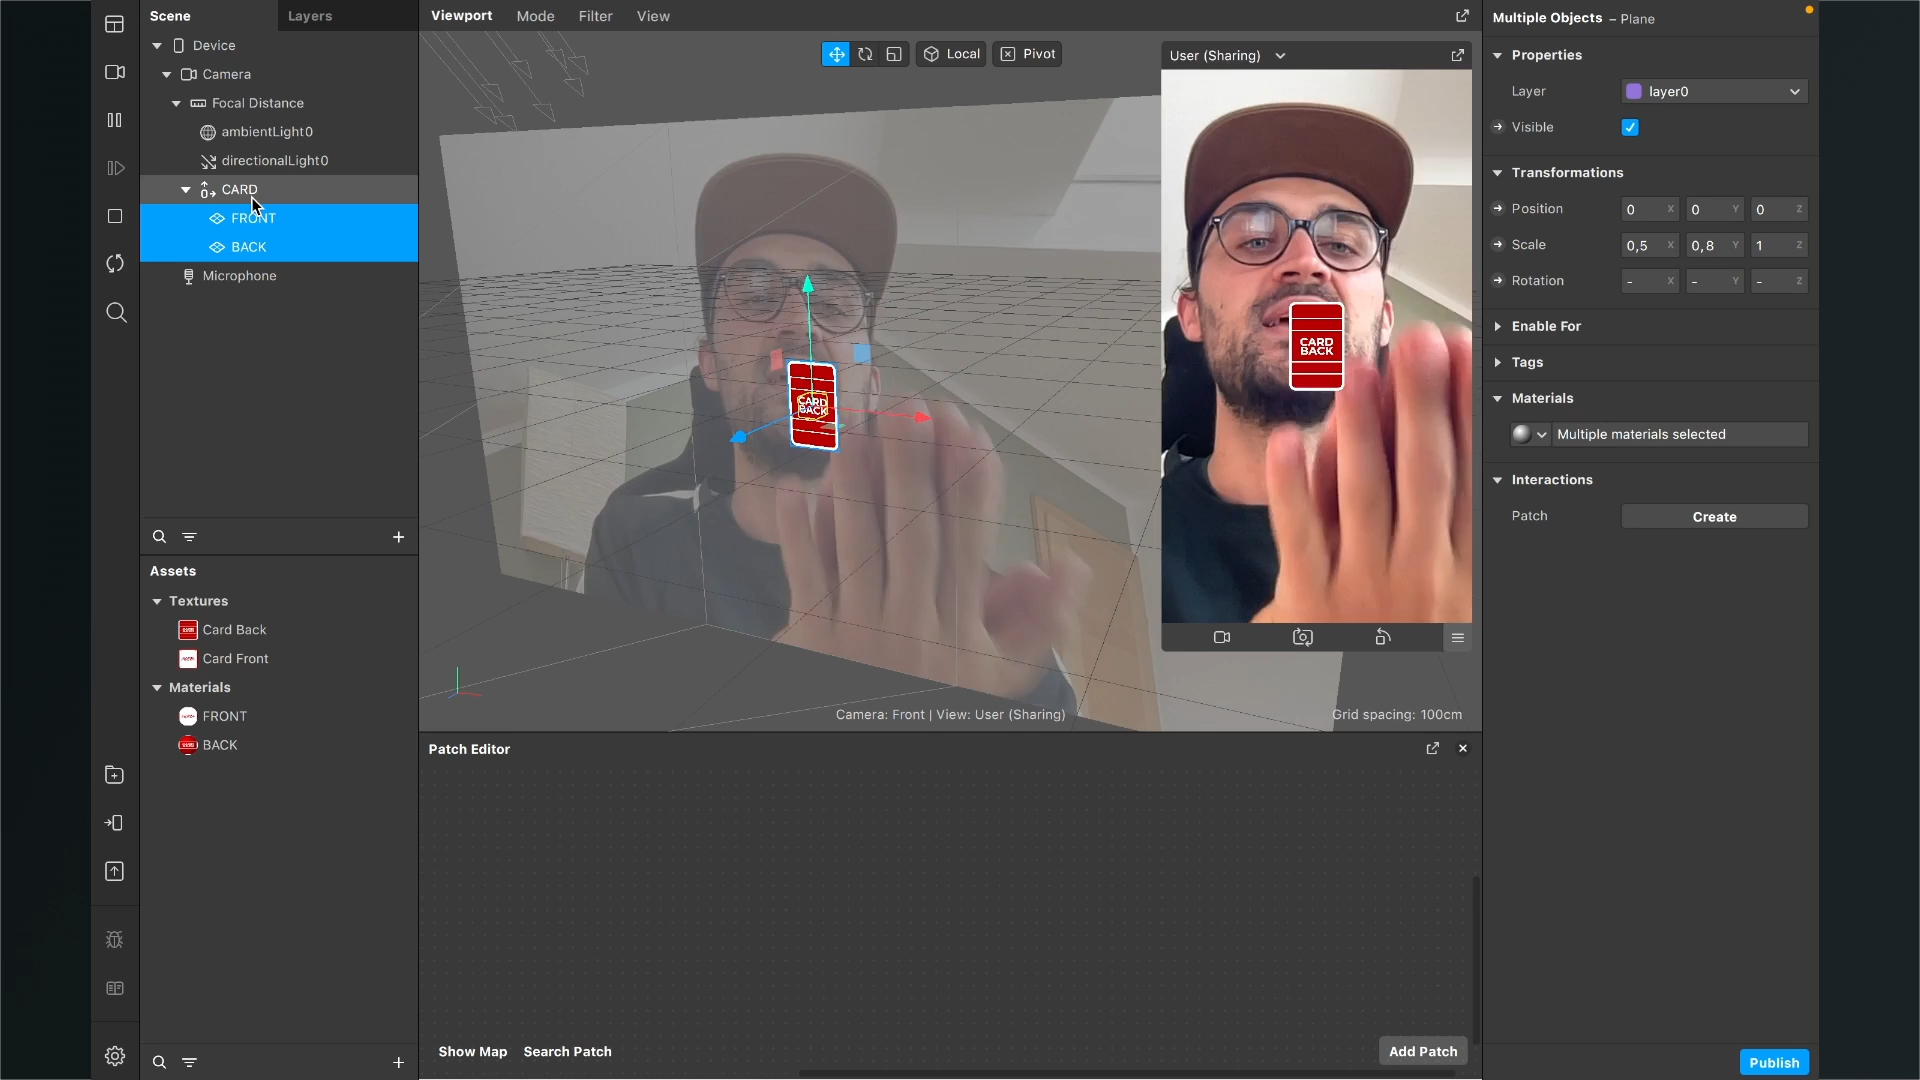 Scene
Layers
Device
Camera
Focal Distance
ambientLight0
directionalLight0
CARD
FRONT
BACK
Microphone
Assets
Textures
Card Back
Card Front
Materials
FRONT
BACK
Viewport
Mode
Filter
View
Local
Pivot
User (Sharing)
CARD
BACK
CARD
BACK
Camera: Front | View: User (Sharing)
Grid spacing: 100cm
Patch Editor
Show Map
Search Patch
Add Patch
Multiple Objects – Plane
Properties
Layer
layer0
Visible
Transformations
Position 0 X 0 Y 0 Z
Scale 0,5 X 0,8 Y 1 Z
Rotation - X - Y - Z
Enable For
Tags
Materials
Multiple materials selected
Interactions
Patch
Create
Publish